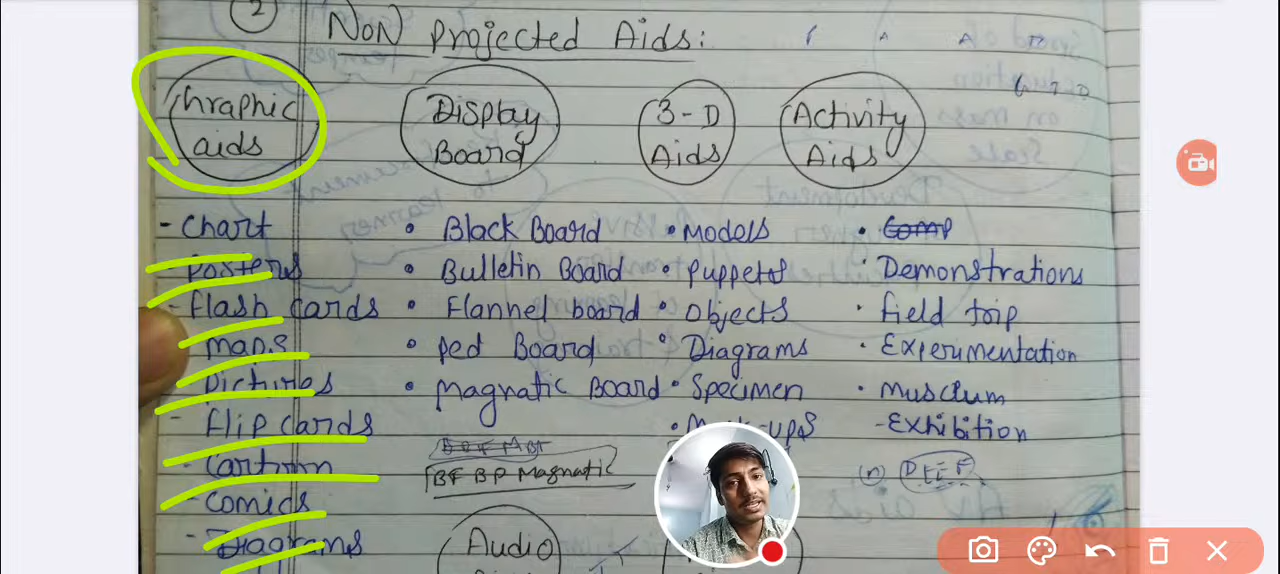 2 Non Projected Aids:
Graphic aids
Display Board
3-D Aids
Activity Aids
- Chart
- Posters
- flash cards
- maps
- Pictures
- flip cards
- Cartoon
- Comids
- Diagrams
• Black Board
• Bulletin Board
• Flannel board
• ped Board
• Magnatic Board
BF BP Magnatic
• Models
• puppets
• Objects
• Diagrams
• Specimen
• Mock-ups
• Comp
• Demonstrations
• field trip
• Experimentation
• Museum
- Exhibition
(n) DEEF
Audio